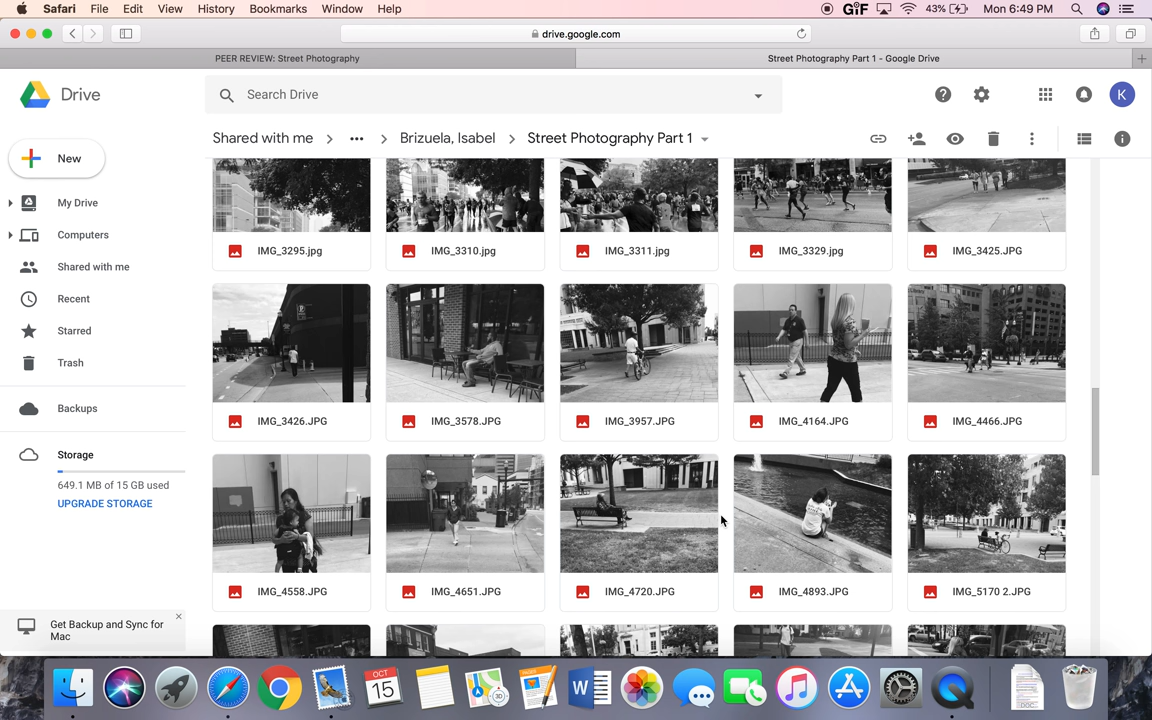 Safari File Edit View History Bookmarks Window Help GIF 43% Mon 6:49 PM
drive.google.com
PEER REVIEW: Street Photography Street Photography Part 1 - Google Drive
Drive Search Drive K
Shared with me > ••• > Brizuela, Isabel > Street Photography Part 1
New
My Drive
Computers
Shared with me
Recent
Starred
Trash
Backups
Storage
649.1 MB of 15 GB used
UPGRADE STORAGE
Get Backup and Sync for
Mac
IMG_3295.jpg IMG_3310.jpg IMG_3311.jpg IMG_3329.jpg IMG_3425.JPG
IMG_3426.JPG IMG_3578.JPG IMG_3957.JPG IMG_4164.JPG IMG_4466.JPG
IMG_4558.JPG IMG_4651.JPG IMG_4720.JPG IMG_4893.JPG IMG_5170 2.JPG
OCT
15
3D
W
DOC